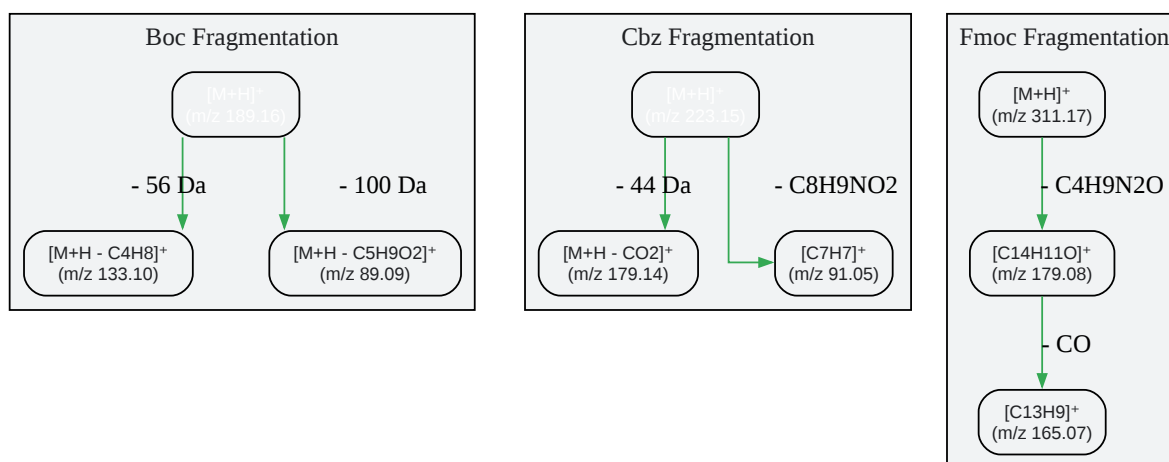 Boc Fragmentation
[M+H]⁺
(m/z 189.16)
- 56 Da
- 100 Da
[M+H - C4H8]⁺
(m/z 133.10)
[M+H - C5H9O2]⁺
(m/z 89.09)
Cbz Fragmentation
[M+H]⁺
(m/z 223.15)
- 44 Da
- C8H9NO2
[M+H - CO2]⁺
(m/z 179.14)
[C7H7]⁺
(m/z 91.05)
Fmoc Fragmentation
[M+H]⁺
(m/z 311.17)
- C4H9N2O
[C14H11O]⁺
(m/z 179.08)
- CO
[C13H9]⁺
(m/z 165.07)